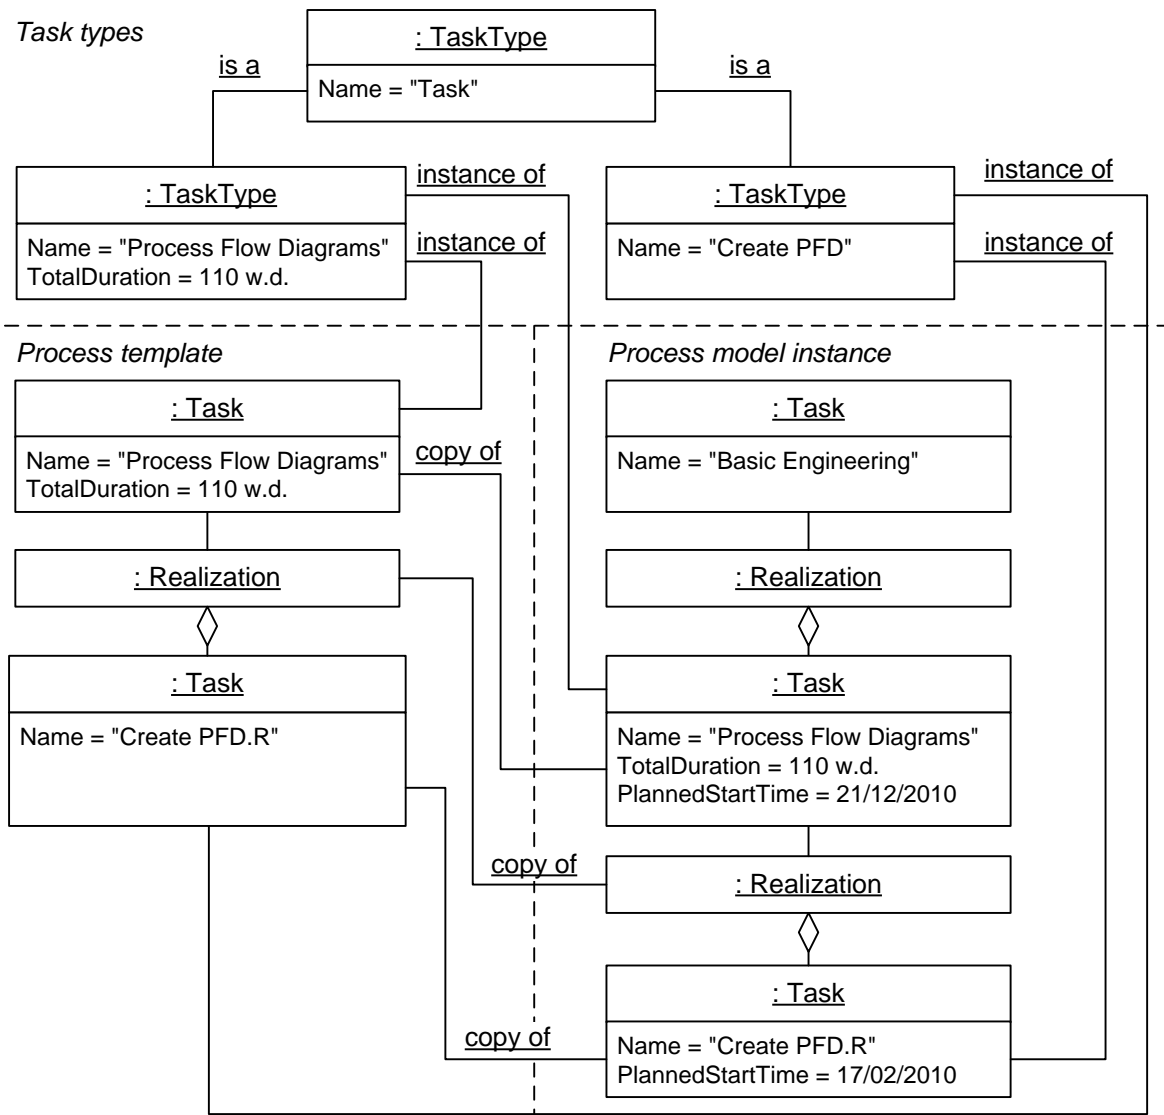 Task types
: TaskType
is a
is a
Name = "Task"
instance of
instance of
: TaskType
: TaskType
Name = "Process Flow Diagrams"
TotalDuration = 110 w.d.
instance of
Name = "Create PFD"
instance of
Process template
Process model instance
: Task
: Task
Name = "Process Flow Diagrams"
TotalDuration = 110 w.d.
copy of
Name = "Basic Engineering"
: Realization
: Realization
: Task
: Task
Name = "Create PFD.R"
Name = "Process Flow Diagrams"
TotalDuration = 110 w.d.
PlannedStartTime = 21/12/2010
copy of
: Realization
: Task
copy of
Name = "Create PFD.R"
PlannedStartTime = 17/02/2010